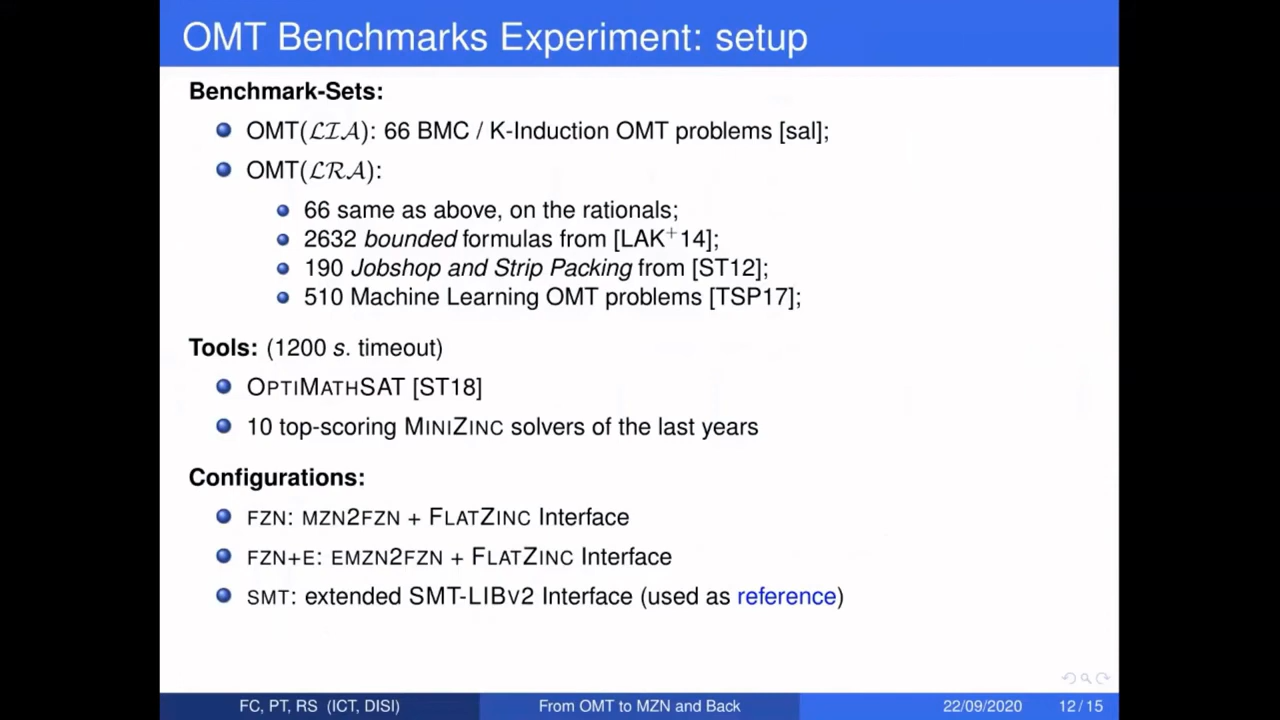 OMT Benchmarks Experiment: setup
Benchmark-Sets:
OMT(ℒℐ𝒜): 66 BMC / K-Induction OMT problems [sal];
OMT(ℒℛ𝒜):
66 same as above, on the rationals;
2632 bounded formulas from [LAK⁺14];
190 Jobshop and Strip Packing from [ST12];
510 Machine Learning OMT problems [TSP17];
Tools: (1200 s. timeout)
OPTIMATHSAT [ST18]
10 top-scoring MINIZINC solvers of the last years
Configurations:
FZN: MZN2FZN + FLATZINC Interface
FZN+E: EMZN2FZN + FLATZINC Interface
SMT: extended SMT-LIBV2 Interface (used as reference)
FC, PT, RS (ICT, DISI) From OMT to MZN and Back 22/09/2020 12 / 15